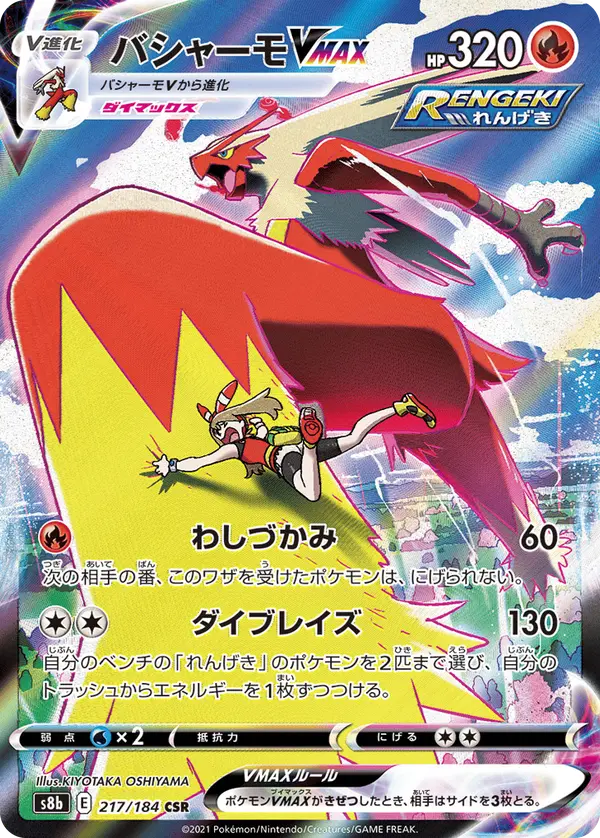 V進化
バシャーモVMAX
HP320
バシャーモVから進化
ダイマックス
RENGEKI
れんげき
わしづかみ 60
次の相手の番、このワザを受けたポケモンは、にげられない。
ダイブレイズ 130
自分のベンチの「れんげき」のポケモンを2匹まで選び、自分の
トラッシュからエネルギーを1枚ずつつける。
弱点 ×2 抵抗力 にげる
Illus.KIYOTAKA OSHIYAMA
VMAXルール
s8b E 217/184 CSR
ポケモンVMAXがきぜつしたとき、相手はサイドを3枚とる。
©2021 Pokémon/Nintendo/Creatures/GAME FREAK.